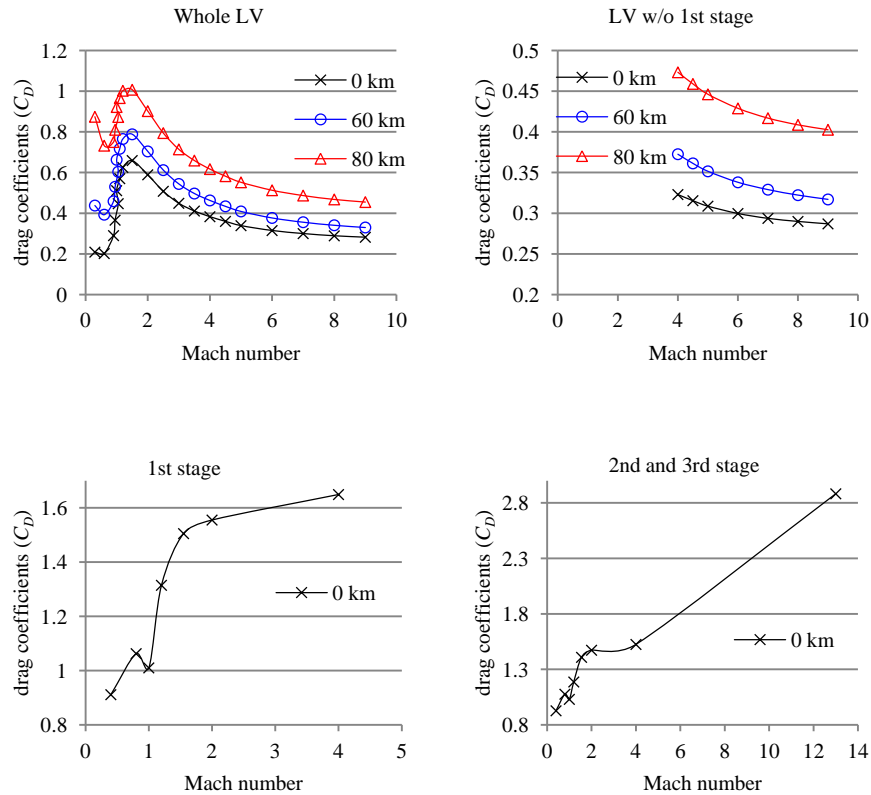 Whole LV
drag coefficients (C_D)
1.2
1
0.8
0.6
0.4
0.2
0
0 km
60 km
80 km
0 2 4 6 8 10
Mach number
LV w/o 1st stage
drag coefficients (C_D)
0.5
0.45
0.4
0.35
0.3
0.25
0.2
0 km
60 km
80 km
0 2 4 6 8 10
Mach number
1st stage
drag coefficients (C_D)
1.6
1.4
1.2
1
0.8
0 km
0 1 2 3 4 5
Mach number
2nd and 3rd stage
drag coefficients (C_D)
2.8
2.3
1.8
1.3
0.8
0 km
0 2 4 6 8 10 12 14
Mach number